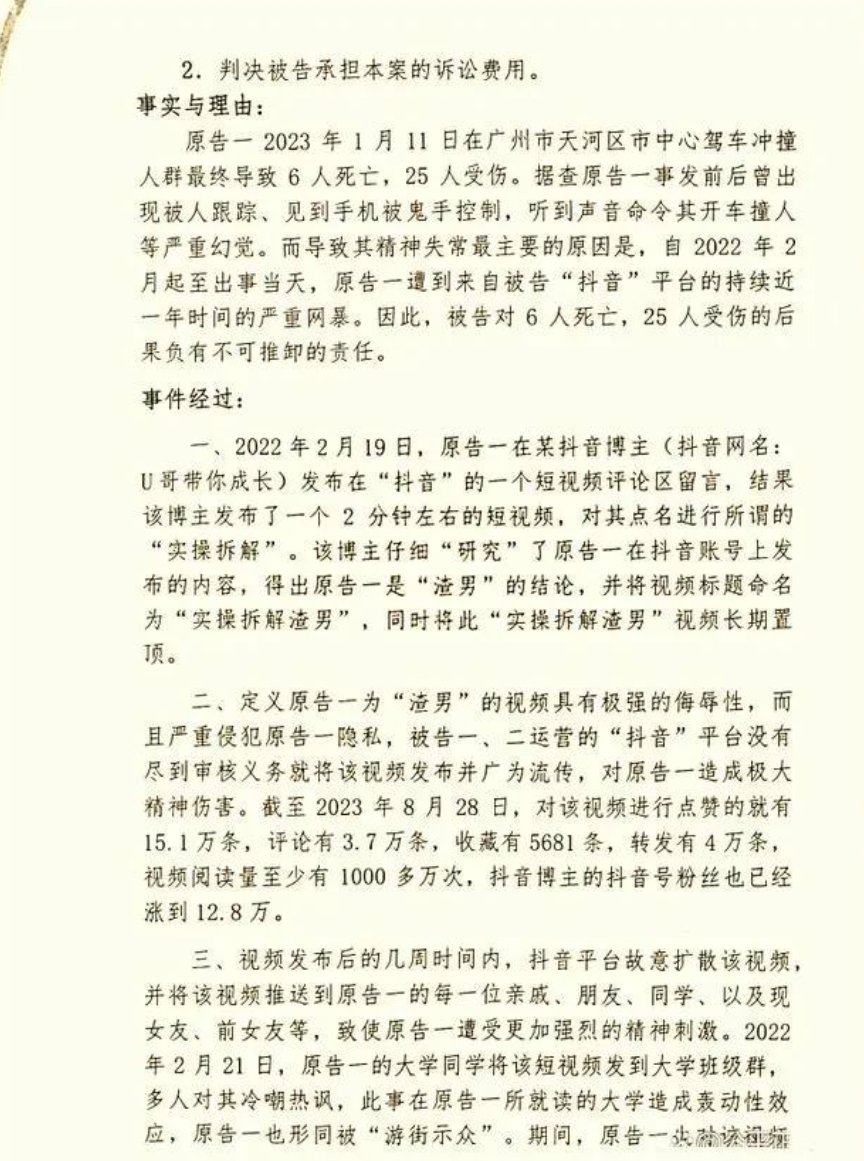 2. 判决被告承担本案的诉讼费用。
事实与理由：
原告一 2023 年 1 月 11 日在广州市天河区市中心驾车冲撞
人群最终导致 6 人死亡，25 人受伤。据查原告一事发前后曾出
现被人跟踪、见到手机被鬼手控制，听到声音命令其开车撞人
等严重幻觉。而导致其精神失常最主要的原因是，自 2022 年 2
月起至出事当天，原告一遭到来自被告“抖音”平台的持续近
一年时间的严重网暴。因此，被告对 6 人死亡，25 人受伤的后
果负有不可推卸的责任。
事件经过：
一、2022 年 2 月 19 日，原告一在某抖音博主（抖音网名：
U 哥带你成长）发布在“抖音”的一个短视频评论区留言，结果
该博主发布了一个 2 分钟左右的短视频，对其点名进行所谓的
“实操拆解”。该博主仔细“研究”了原告一在抖音账号上发
布的内容，得出原告一是“渣男”的结论，并将视频标题命名
为“实操拆解渣男”，同时将此“实操拆解渣男”视频长期置
顶。
二、定义原告一为“渣男”的视频具有极强的侮辱性，而
且严重侵犯原告一隐私，被告一、二运营的“抖音”平台没有
尽到审核义务就将该视频发布并广为流传，对原告一造成极大
精神伤害。截至 2023 年 8 月 28 日，对该视频进行点赞的就有
15.1 万条，评论有 3.7 万条，收藏有 5681 条，转发有 4 万条，
视频阅读量至少有 1000 多万次，抖音博主的抖音号粉丝也已经
涨到 12.8 万。
三、视频发布后的几周时间内，抖音平台故意扩散该视频，
并将该视频推送到原告一的每一位亲戚、朋友、同学、以及现
女友、前女友等，致使原告一遭受更加强烈的精神刺激。2022
年 2 月 21 日，原告一的大学同学将该短视频发到大学班级群，
多人对其冷嘲热讽，此事在原告一所就读的大学造成轰动性效
应，原告一也形同被“游街示众”。期间，原告一也对该视频